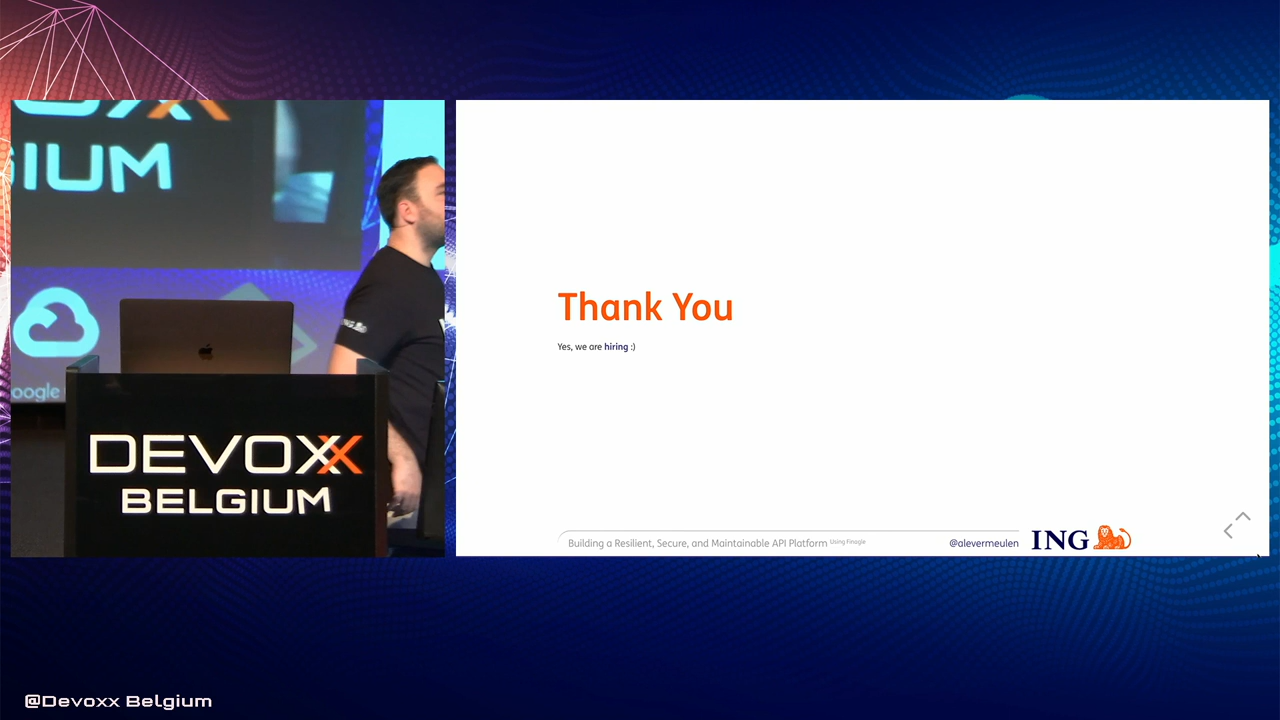 IUM
oogle
DEVOXX
BELGIUM
Thank You
Yes, we are hiring :)
Building a Resilient, Secure, and Maintainable API Platform Using Finagle
@alevermeulen
ING
@Devoxx Belgium